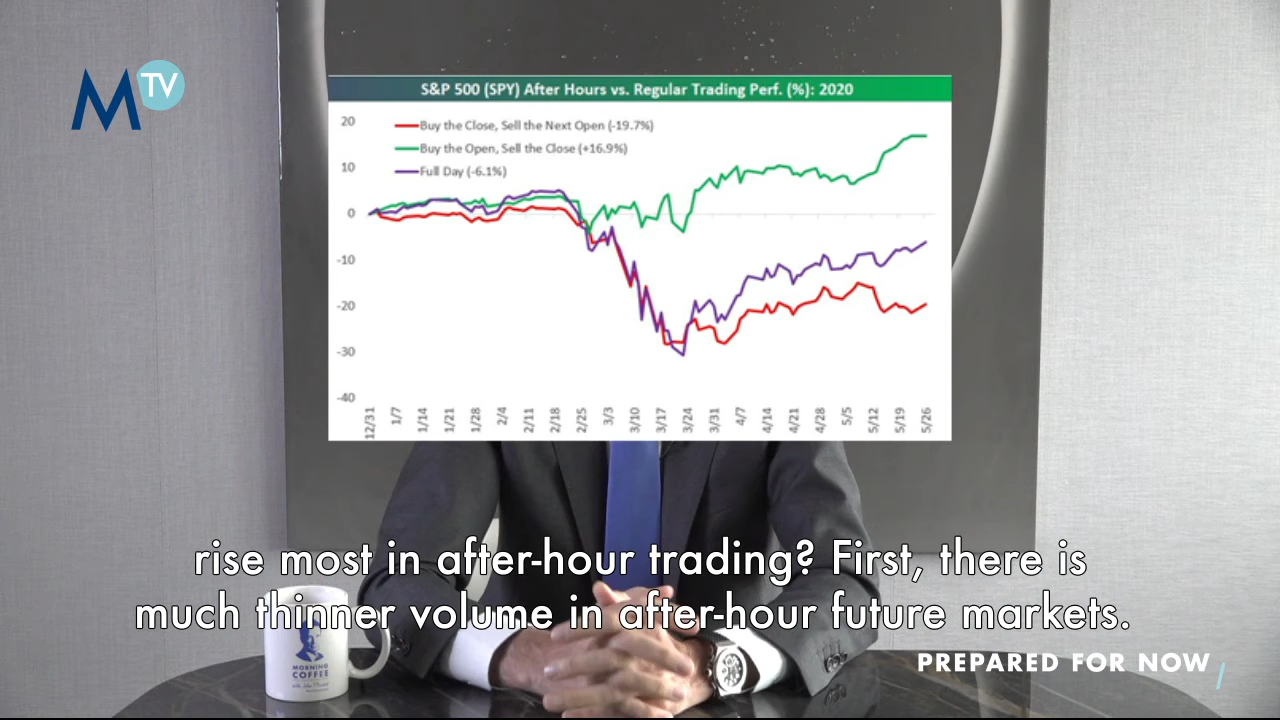 M TV
S&P 500 (SPY) After Hours vs. Regular Trading Perf. (%): 2020
Buy the Close, Sell the Next Open (-19.7%)
Buy the Open, Sell the Close (+16.9%)
Full Day (-6.1%)
20
10
0
-10
-20
-30
-40
12/31 1/7 1/14 1/21 1/28 2/4 2/11 2/18 2/25 3/3 3/10 3/17 3/24 3/31 4/7 4/14 4/21 4/28 5/5 5/12 5/19 5/26
rise most in after-hour trading? First, there is
much thinner volume in after-hour future markets.
MORNING
COFFEE
PREPARED FOR NOW /